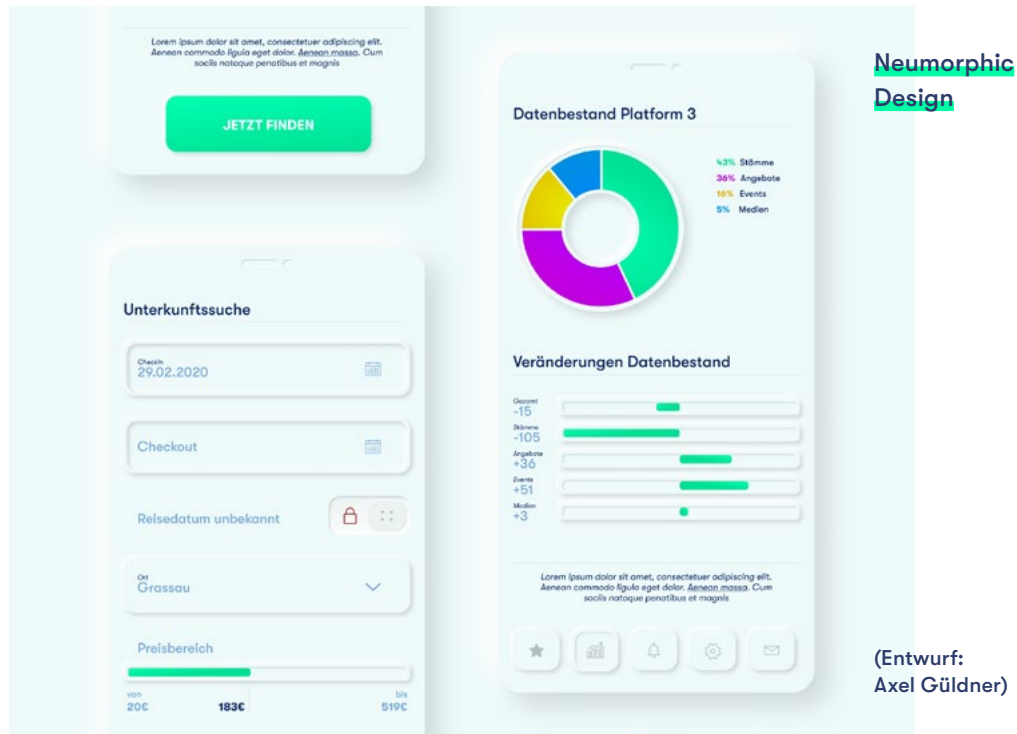 Lorem ipsum dolor sit amet, consectetuer adipiscing elit.
Aenean commodo ligula eget dolor. Aenean massa. Cum
sociis natoque penatibus et magnis
JETZT FINDEN
Unterkunftssuche
CheckIn
29.02.2020
Checkout
Reisedatum unbekannt
Ort
Grassau
Preisbereich
von
bis
20€
183€
519€
Datenbestand Platform 3
43% Stämme
36% Angebote
16% Events
5% Medien
Veränderungen Datenbestand
Gesamt
-15
Stämme
-105
Angebote
+36
Events
+51
Medien
+3
Lorem ipsum dolor sit amet, consectetuer adipiscing elit.
Aenean commodo ligula eget dolor. Aenean massa. Cum
sociis natoque penatibus et magnis
Neumorphic
Design
(Entwurf:
Axel Güldner)